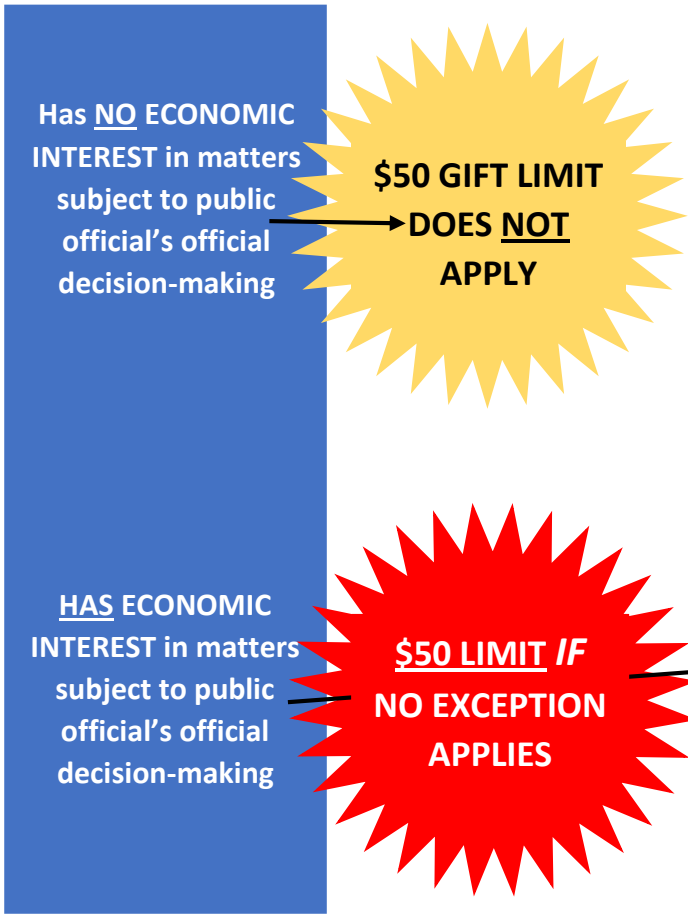 Has NO ECONOMIC
INTEREST in matters
subject to public
official's official
decision-making
$50 GIFT LIMIT
DOES NOT
APPLY
HAS ECONOMIC
INTEREST in matters
subject to public
official's official
decision-making
$50 LIMIT IF
NO EXCEPTION
APPLIES